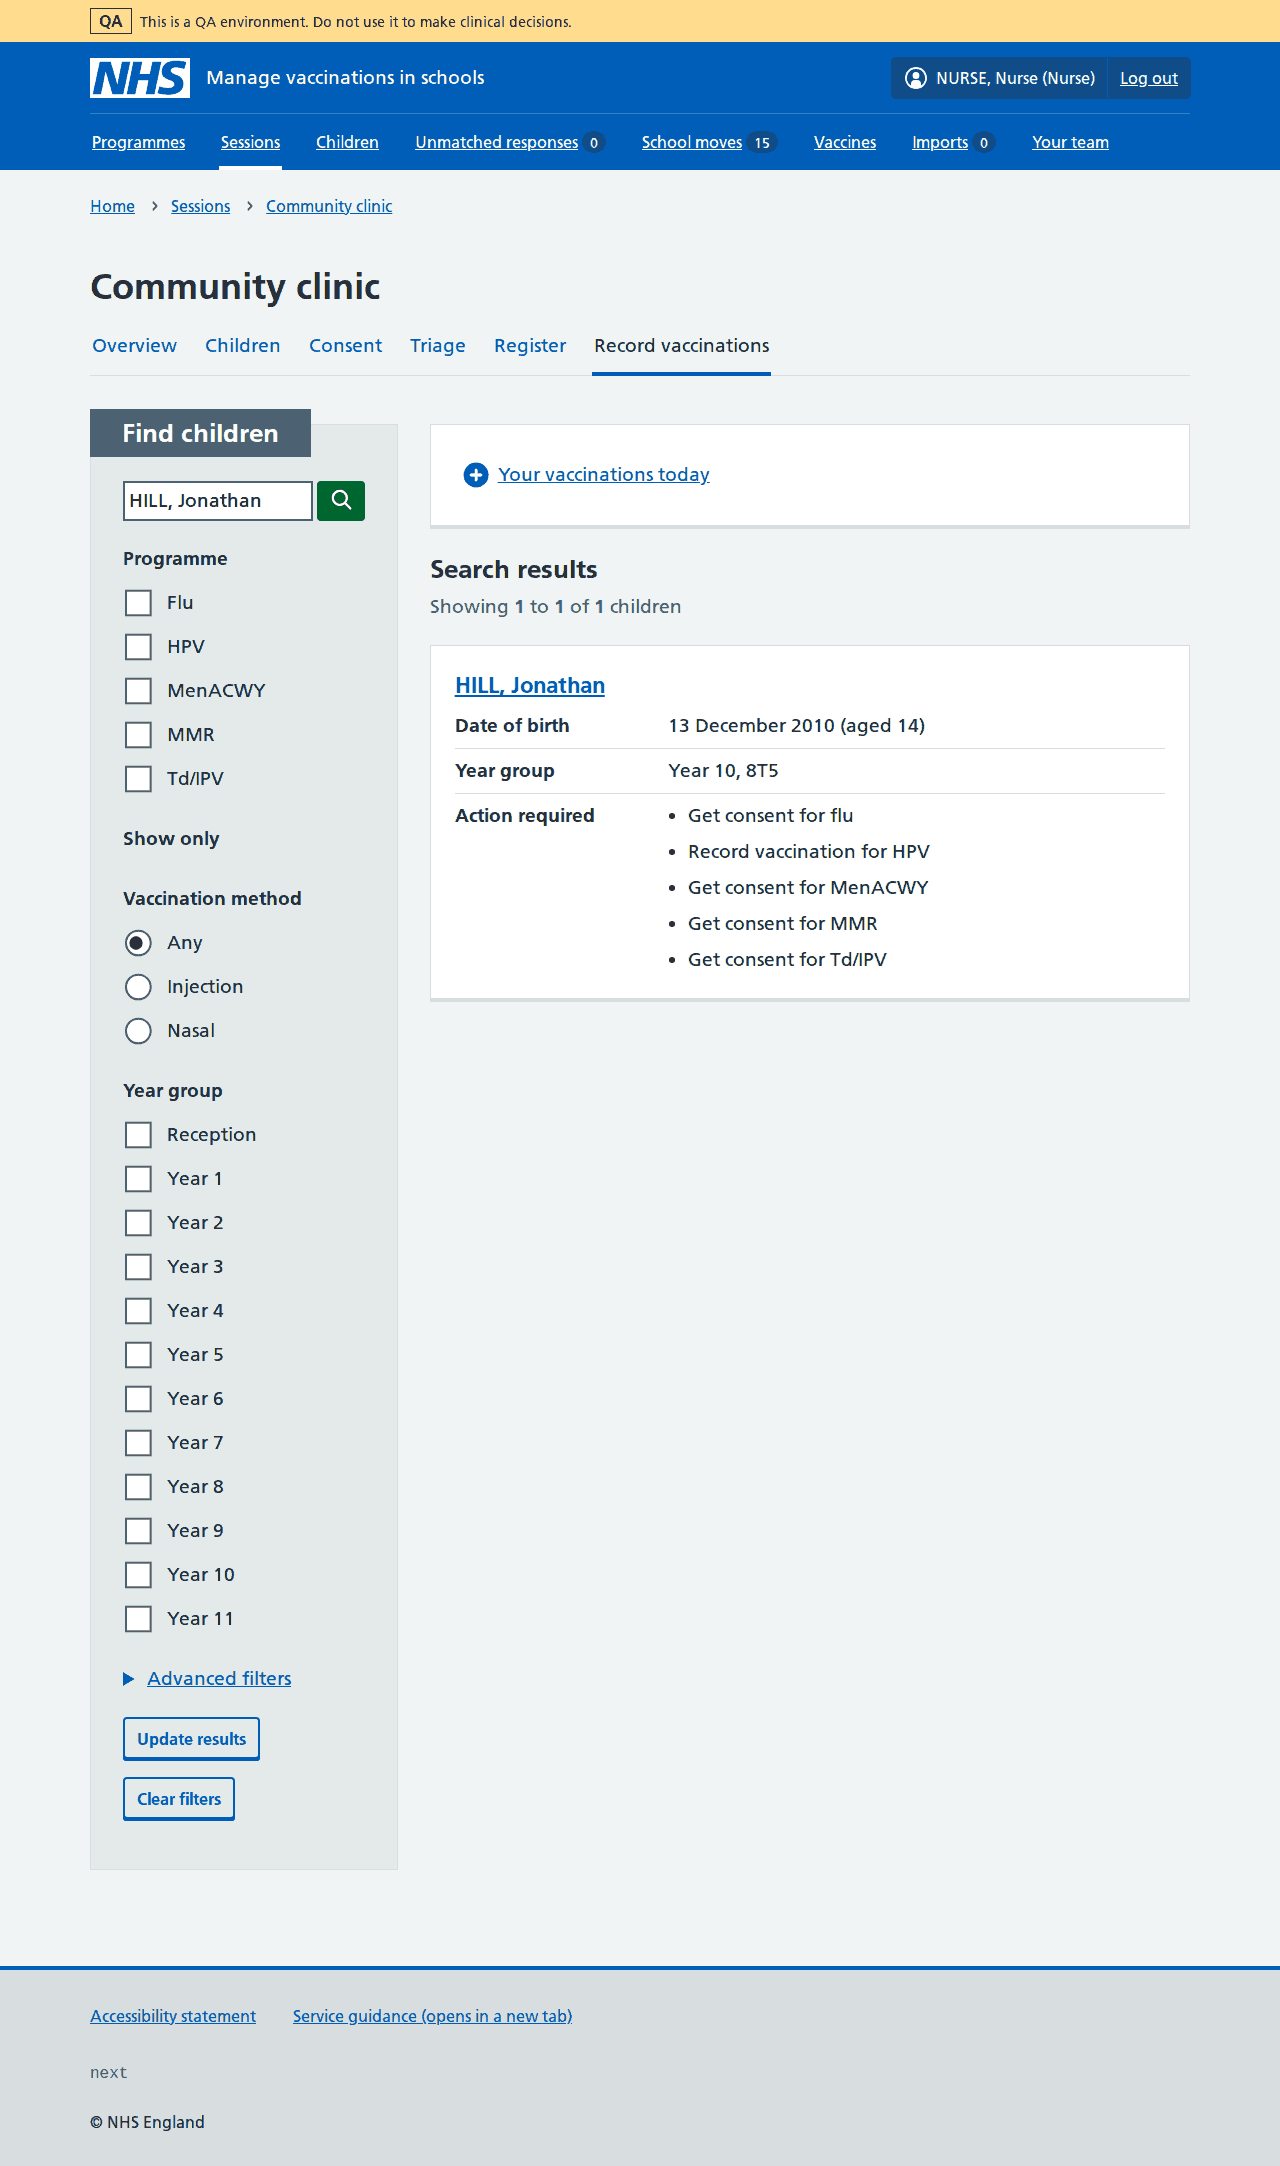 QA This is a QA environment. Do not use it to make clinical decisions.
NHS Manage vaccinations in schools NURSE, Nurse (Nurse) Log out
Programmes Sessions Children Unmatched responses 0 School moves 15 Vaccines Imports 0 Your team
Home Sessions Community clinic
Community clinic
Overview Children Consent Triage Register Record vaccinations
Find children
HILL, Jonathan
Programme
Flu
HPV
MenACWY
MMR
Td/IPV
Show only
Vaccination method
Any
Injection
Nasal
Year group
Reception
Year 1
Year 2
Year 3
Year 4
Year 5
Year 6
Year 7
Year 8
Year 9
Year 10
Year 11
Advanced filters
Update results
Clear filters
Your vaccinations today
Search results
Showing 1 to 1 of 1 children
HILL, Jonathan
Date of birth 13 December 2010 (aged 14)
Year group Year 10, 8T5
Action required
Get consent for flu
Record vaccination for HPV
Get consent for MenACWY
Get consent for MMR
Get consent for Td/IPV
Accessibility statement Service guidance (opens in a new tab)
next
© NHS England